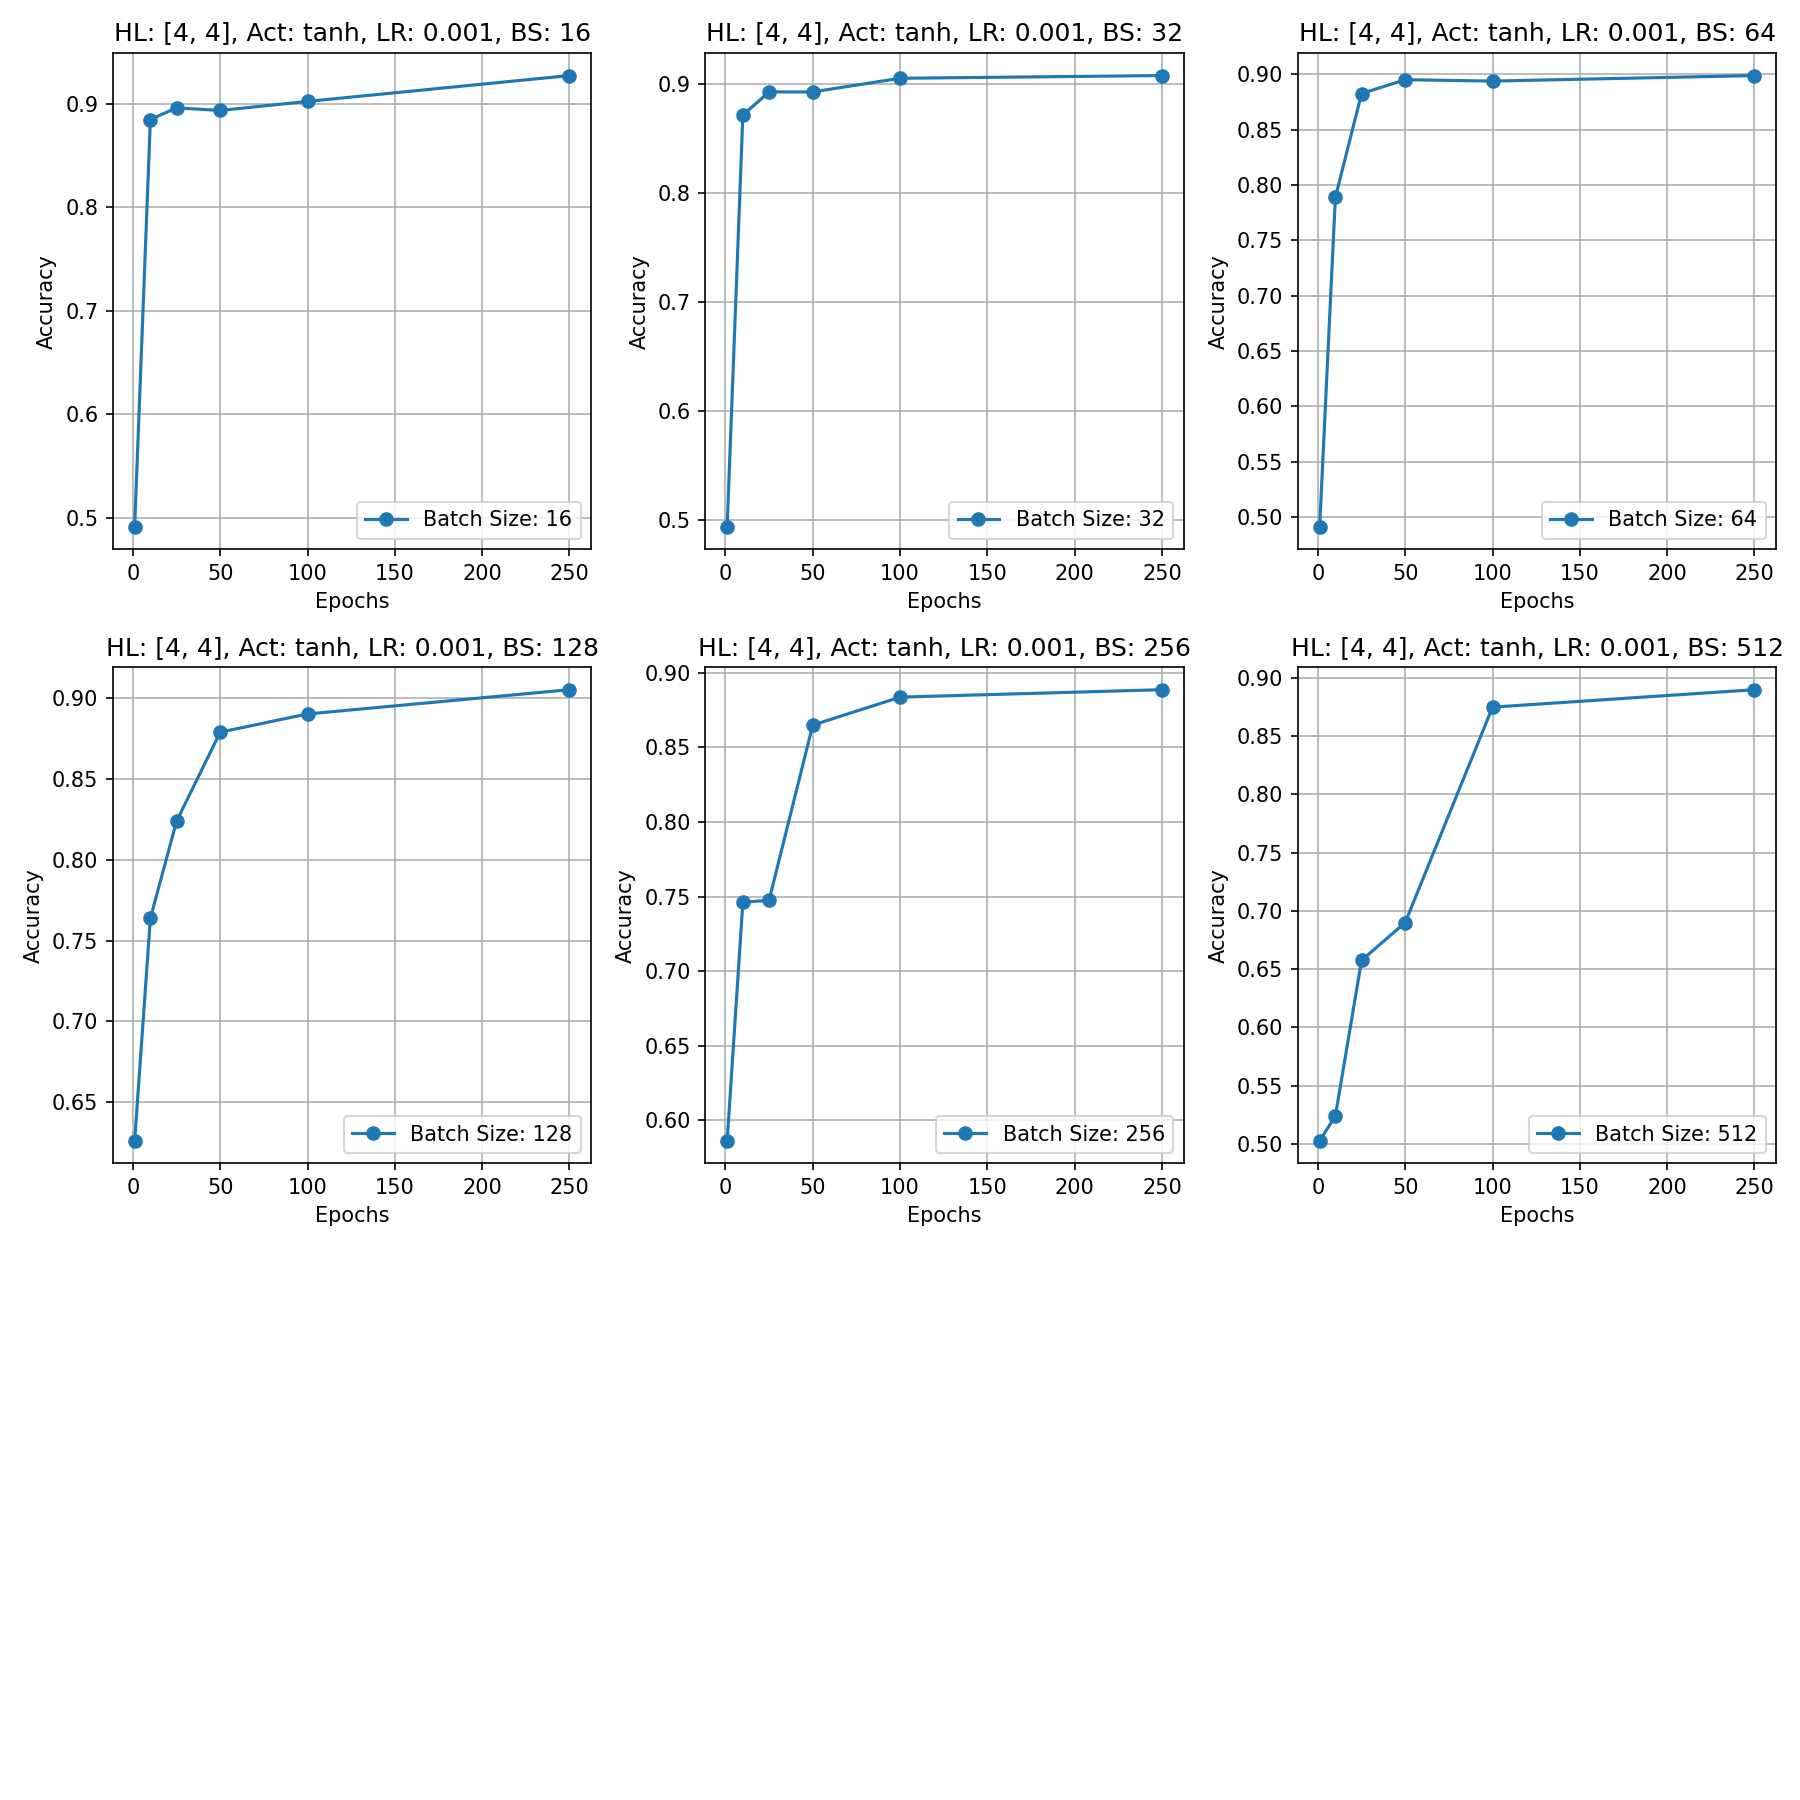 HL: [4, 4], Act: tanh, LR: 0.001, BS: 16
Accuracy
0.9
0.8
0.7
0.6
0.5
Batch Size: 16
0 50 100 150 200 250
Epochs
HL: [4, 4], Act: tanh, LR: 0.001, BS: 32
Accuracy
0.9
0.8
0.7
0.6
0.5
Batch Size: 32
0 50 100 150 200 250
Epochs
HL: [4, 4], Act: tanh, LR: 0.001, BS: 64
Accuracy
0.90
0.85
0.80
0.75
0.70
0.65
0.60
0.55
0.50
Batch Size: 64
0 50 100 150 200 250
Epochs
HL: [4, 4], Act: tanh, LR: 0.001, BS: 128
Accuracy
0.90
0.85
0.80
0.75
0.70
0.65
Batch Size: 128
0 50 100 150 200 250
Epochs
HL: [4, 4], Act: tanh, LR: 0.001, BS: 256
Accuracy
0.90
0.85
0.80
0.75
0.70
0.65
0.60
Batch Size: 256
0 50 100 150 200 250
Epochs
HL: [4, 4], Act: tanh, LR: 0.001, BS: 512
Accuracy
0.90
0.85
0.80
0.75
0.70
0.65
0.60
0.55
0.50
Batch Size: 512
0 50 100 150 200 250
Epochs